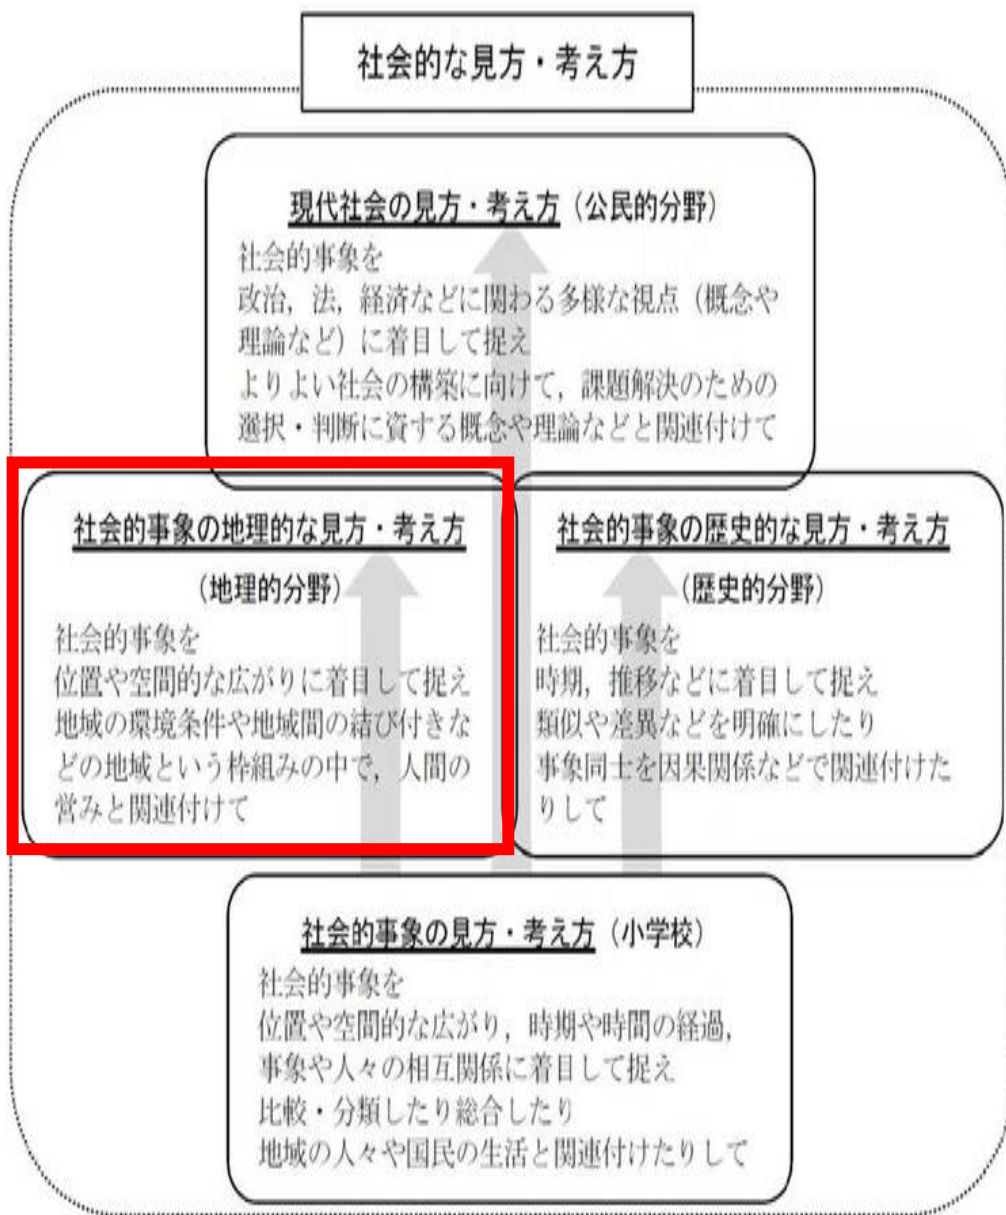 社会的な見方・考え方
現代社会の見方・考え方（公民的分野）
社会的事象を
政治，法，経済などに関わる多様な視点（概念や
理論など）に着目して捉え
よりよい社会の構築に向けて，課題解決のための
選択・判断に資する概念や理論などと関連付けて
社会的事象の地理的な見方・考え方
（地理的分野）
社会的事象を
位置や空間的な広がりに着目して捉え
地域の環境条件や地域間の結び付きな
どの地域という枠組みの中で，人間の
営みと関連付けて
社会的事象の歴史的な見方・考え方
（歴史的分野）
社会的事象を
時期，推移などに着目して捉え
類似や差異などを明確にしたり
事象同士を因果関係などで関連付けた
りして
社会的事象の見方・考え方（小学校）
社会的事象を
位置や空間的な広がり，時期や時間の経過，
事象や人々の相互関係に着目して捉え
比較・分類したり総合したり
地域の人々や国民の生活と関連付けたりして